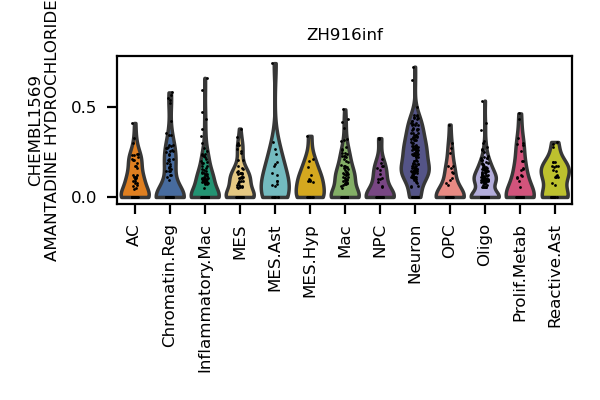 ZH916inf
CHEMBL1569
AMANTADINE HYDROCHLORIDE
0.5
0.0
AC
Chromatin.Reg
Inflammatory.Mac
MES
MES.Ast
MES.Hyp
Mac
NPC
Neuron
OPC
Oligo
Prolif.Metab
Reactive.Ast